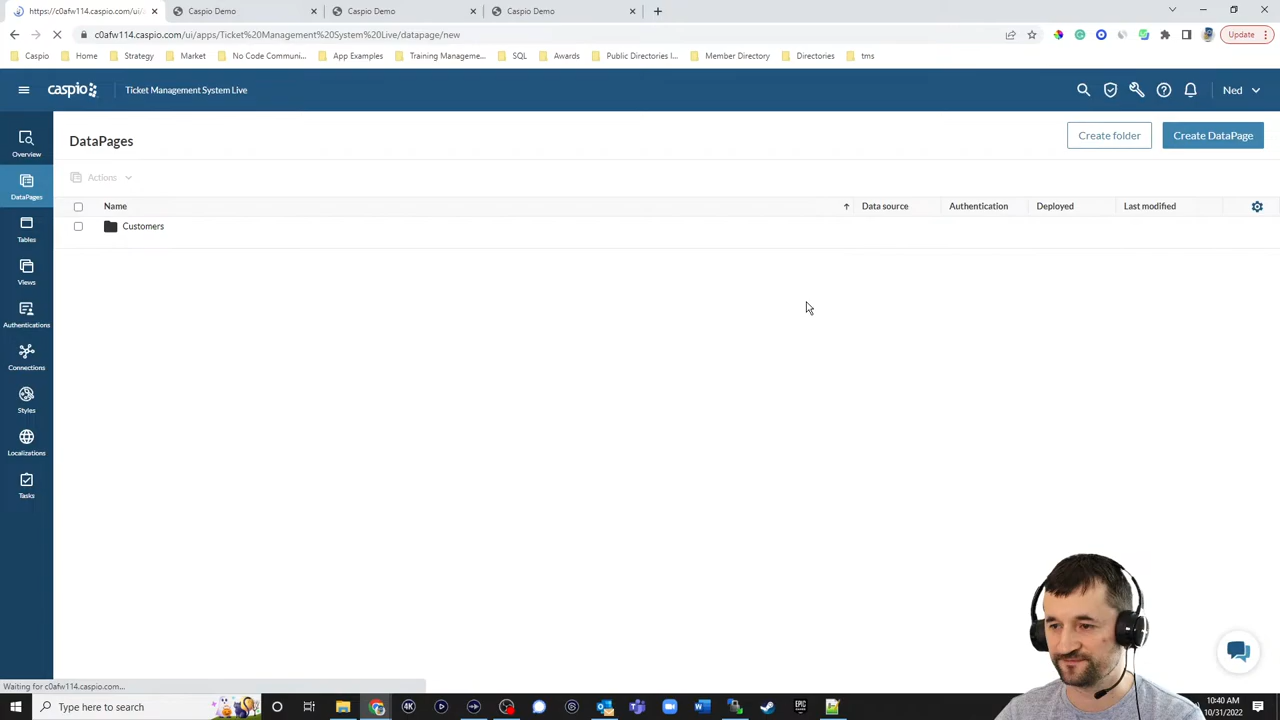 https://c0afw114.caspio.com/ui/
Caspio Demo
Caspio Demo
Caspio Demo
c0afw114.caspio.com/ui/apps/Ticket%20Management%20System%20Live/datapage/new
Update
Caspio
Home
Strategy
Market
No Code Communi...
App Examples
Training Manageme...
SQL
Awards
Public Directories I...
Member Directory
Directories
tms
caspio
Ticket Management System Live
Ned
Overview
DataPages
Tables
Views
Authentications
Connections
Styles
Localizations
Tasks
DataPages
Create folder
Create DataPage
Actions
Name
Data source
Authentication
Deployed
Last modified
Customers
Waiting for c0afw114.caspio.com...
Type here to search
4K
EPIC
10:40 AM
10/31/2022